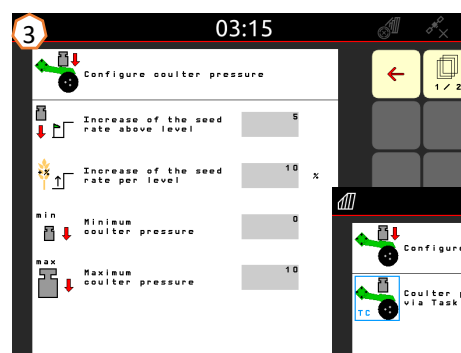 3
03:15
Configure coulter pressure
1 / 2
Increase of the seed
rate above level
5
+%
Increase of the seed
rate per level
10
%
min
Minimum
coulter pressure
0
max
Maximum
coulter pressure
10
Configure
TC
Coulter
via Task